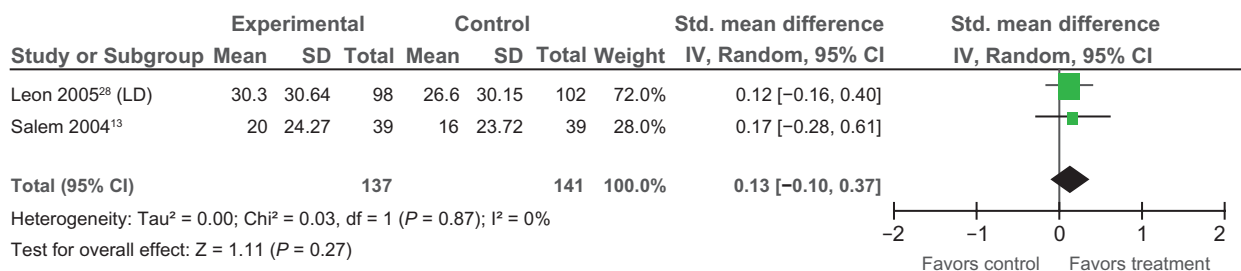 Experimental Control Std. mean difference Std. mean difference
Study or Subgroup Mean SD Total Mean SD Total Weight IV, Random, 95% CI IV, Random, 95% CI
Leon 2005²⁸ (LD) 30.3 30.64 98 26.6 30.15 102 72.0% 0.12 [−0.16, 0.40]
Salem 2004¹³ 20 24.27 39 16 23.72 39 28.0% 0.17 [−0.28, 0.61]
Total (95% CI) 137 141 100.0% 0.13 [−0.10, 0.37]
Heterogeneity: Tau² = 0.00; Chi² = 0.03, df = 1 (P = 0.87); I² = 0%
Test for overall effect: Z = 1.11 (P = 0.27)
−2 −1 0 1 2
Favors control Favors treatment